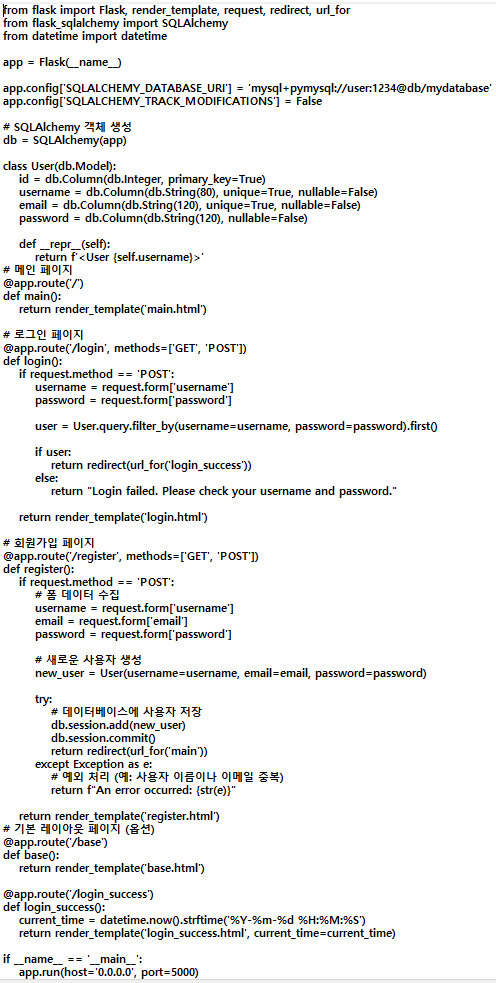 from flask import Flask, render_template, request, redirect, url_for
from flask_sqlalchemy import SQLAlchemy
from datetime import datetime

app = Flask(__name__)

app.config['SQLALCHEMY_DATABASE_URI'] = 'mysql+pymysql://user:1234@db/mydatabase'
app.config['SQLALCHEMY_TRACK_MODIFICATIONS'] = False

# SQLAlchemy 객체 생성
db = SQLAlchemy(app)

class User(db.Model):
    id = db.Column(db.Integer, primary_key=True)
    username = db.Column(db.String(80), unique=True, nullable=False)
    email = db.Column(db.String(120), unique=True, nullable=False)
    password = db.Column(db.String(120), nullable=False)

    def __repr__(self):
        return f'<User {self.username}>'
# 메인 페이지
@app.route('/')
def main():
    return render_template('main.html')

# 로그인 페이지
@app.route('/login', methods=['GET', 'POST'])
def login():
    if request.method == 'POST':
        username = request.form['username']
        password = request.form['password']

        user = User.query.filter_by(username=username, password=password).first()

        if user:
            return redirect(url_for('login_success'))
        else:
            return "Login failed. Please check your username and password."

    return render_template('login.html')

# 회원가입 페이지
@app.route('/register', methods=['GET', 'POST'])
def register():
    if request.method == 'POST':
        # 폼 데이터 수집
        username = request.form['username']
        email = request.form['email']
        password = request.form['password']

        # 새로운 사용자 생성
        new_user = User(username=username, email=email, password=password)

        try:
            # 데이터베이스에 사용자 저장
            db.session.add(new_user)
            db.session.commit()
            return redirect(url_for('main'))
        except Exception as e:
            # 예외 처리 (예: 사용자 이름이나 이메일 중복)
            return f"An error occurred: {str(e)}"

    return render_template('register.html')
# 기본 레이아웃 페이지 (옵션)
@app.route('/base')
def base():
    return render_template('base.html')

@app.route('/login_success')
def login_success():
    current_time = datetime.now().strftime('%Y-%m-%d %H:%M:%S')
    return render_template('login_success.html', current_time=current_time)

if __name__ == '__main__':
    app.run(host='0.0.0.0', port=5000)